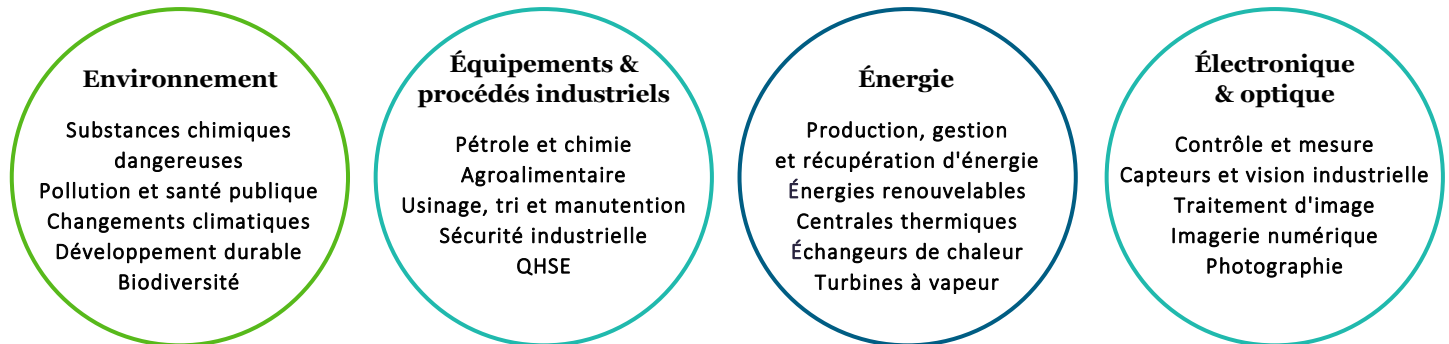 Environnement
Substances chimiques
dangereuses
Pollution et santé publique
Changements climatiques
Développement durable
Biodiversité
Équipements &
procédés industriels
Pétrole et chimie
Agroalimentaire
Usinage, tri et manutention
Sécurité industrielle
QHSE
Énergie
Production, gestion
et récupération d'énergie
Énergies renouvelables
Centrales thermiques
Échangeurs de chaleur
Turbines à vapeur
Électronique
& optique
Contrôle et mesure
Capteurs et vision industrielle
Traitement d'image
Imagerie numérique
Photographie